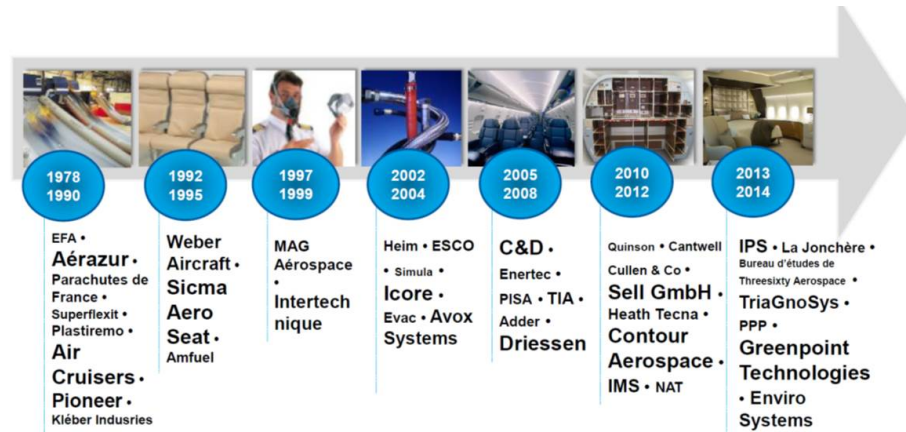 1978
1990
EFA •
Aérazur •
Parachutes de
France •
Superflexit •
Plastiremo •
Air
Cruisers •
Pioneer •
Kléber Indusries
1992
1995
Weber
Aircraft •
Sicma
Aero
Seat •
Amfuel
1997
1999
MAG
Aérospace
•
Intertech
nique
2002
2004
Heim • ESCO
• Simula •
Icore •
Evac • Avox
Systems
2005
2008
C&D •
Enertec •
PISA • TIA •
Adder •
Driessen
2010
2012
Quinson • Cantwell
Cullen & Co •
Sell GmbH •
Heath Tecna •
Contour
Aerospace •
IMS • NAT
2013
2014
IPS • La Jonchère •
Bureau d'études de
Threesixty Aerospace •
TriaGnoSys •
PPP •
Greenpoint
Technologies
• Enviro
Systems